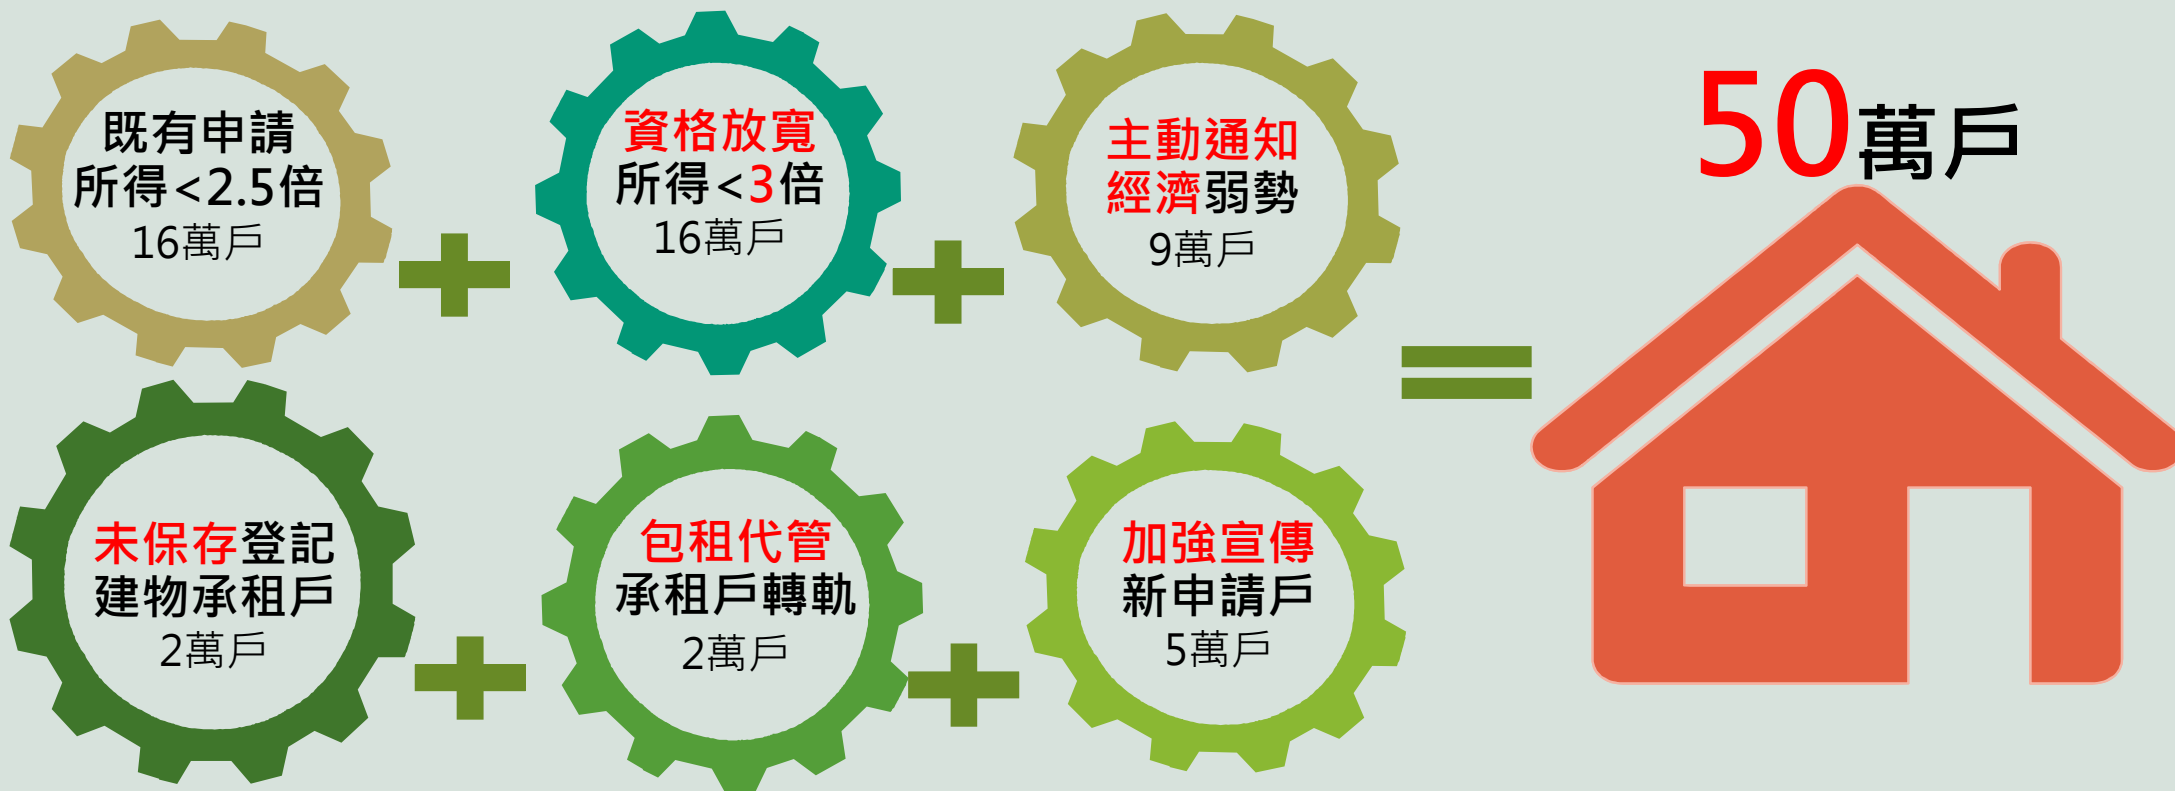 既有申請
所得<2.5倍
16萬戶
資格放寬
所得<3倍
16萬戶
主動通知
經濟弱勢
9萬戶
50萬戶
未保存登記
建物承租戶
2萬戶
包租代管
承租戶轉軌
2萬戶
加強宣傳
新申請戶
5萬戶